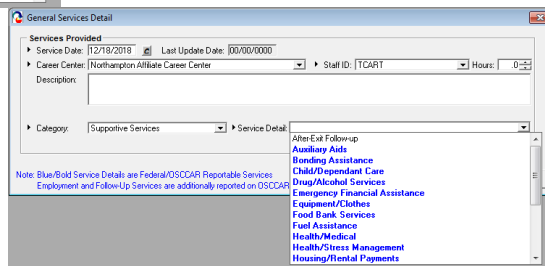 General Services Detail
Services Provided
Service Date: 12/18/2018 Last Update Date: 00/00/0000
Career Center: Northampton Affiliate Career Center Staff ID: TCART Hours: .0
Description:
Category: Supportive Services Service Detail:
After-Exit Follow-up
Auxiliary Aids
Bonding Assistance
Child/Dependant Care
Drug/Alcohol Services
Emergency Financial Assistance
Equipment/Clothes
Food Bank Services
Fuel Assistance
Health/Medical
Health/Stress Management
Housing/Rental Payments
Note: Blue/Bold Service Details are Federal/OSCCAR Reportable Services
Employment and Follow-Up Services are additionally reported on OSCCAR